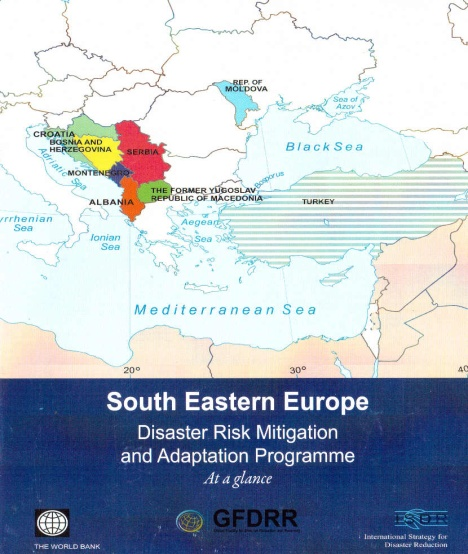 REP. OF
MOLDOVA
Sea of
Azov
CROATIA
BOSNIA AND
HERZEGOVINA
SERBIA
Black Sea
Adriatic Sea
MONTENEGRO
Bosporus
THE FORMER YUGOSLAV
REPUBLIC OF MACEDONIA
ALBANIA
TURKEY
yrrhenian
Sea
Aegean
Sea
Ionian
Sea
Mediterranean Sea
20°
30°
40
South Eastern Europe
Disaster Risk Mitigation
and Adaptation Programme
At a glance
THE WORLD BANK
GFDRR
ISDR
International Strategy for
Disaster Reduction